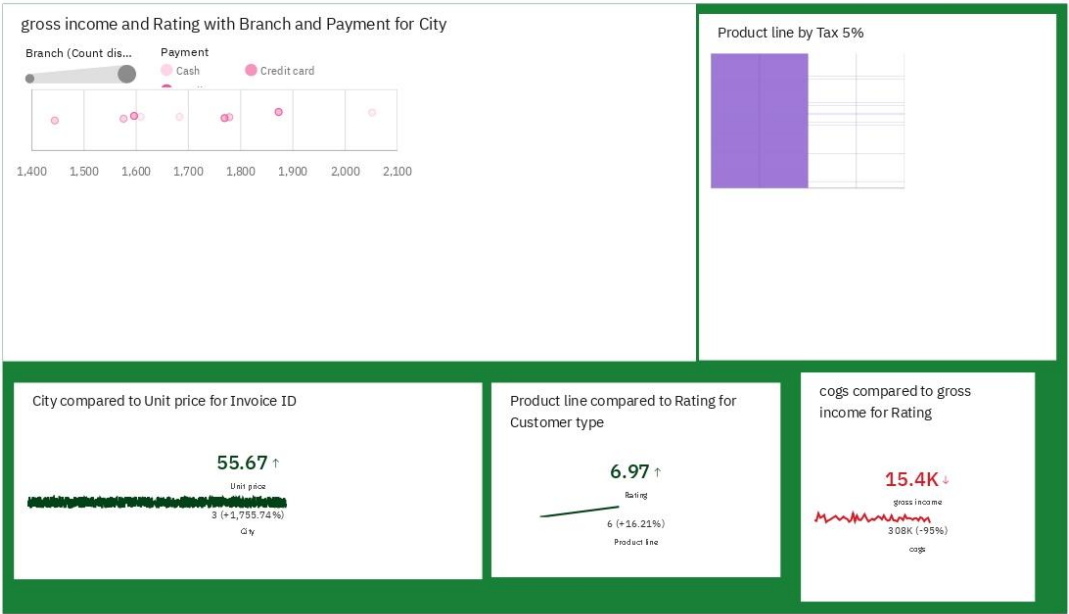 gross income and Rating with Branch and Payment for City
Branch (Count dis...
Payment
Cash
Credit card
1,400 1,500 1,600 1,700 1,800 1,900 2,000 2,100
Product line by Tax 5%
City compared to Unit price for Invoice ID
55.67 ↑
Unit price
3 (+1,755.74%)
City
Product line compared to Rating for
Customer type
6.97 ↑
Rating
6 (+16.21%)
Product line
cogs compared to gross
income for Rating
15.4K ↓
gross income
308K (-95%)
cogs